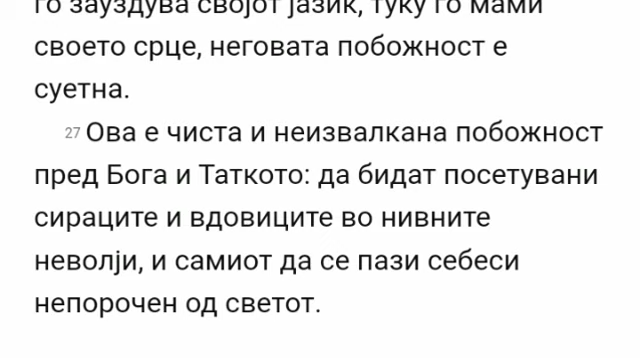 го зауздува својот јазик, туку го мами
своето срце, неговата побожност е
суетна.
27 Ова е чиста и неизвалкана побожност
пред Бога и Таткото: да бидат посетувани
сираците и вдовиците во нивните
неволји, и самиот да се пази себеси
непорочен од светот.